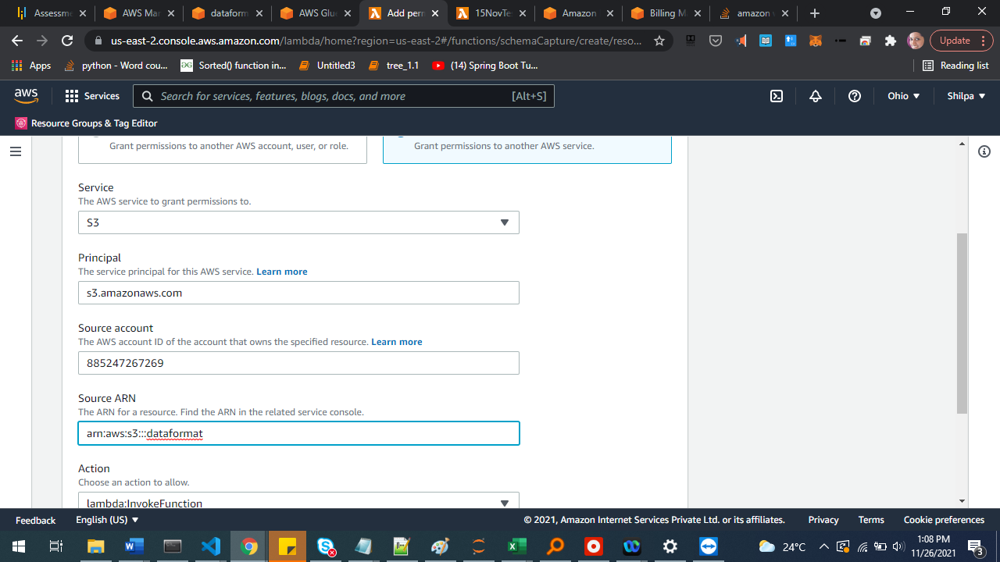 Assessme
AWS Mar
dataform
AWS Glu
Add perm
15NovTe
Amazon
Billing M
amazon
us-east-2.console.aws.amazon.com/lambda/home?region=us-east-2#/functions/schemaCapture/create/reso...
Update
Apps
python - Word cou...
Sorted() function in...
Untitled3
tree_1.1
(14) Spring Boot Tu...
Reading list
aws
Services
Search for services, features, blogs, docs, and more
[Alt+S]
Ohio
Shilpa
Resource Groups & Tag Editor
Grant permissions to another AWS account, user, or role.
Grant permissions to another AWS service.
Service
The AWS service to grant permissions to.
S3
Principal
The service principal for this AWS service. Learn more
s3.amazonaws.com
Source account
The AWS account ID of the account that owns the specified resource. Learn more
885247267269
Source ARN
The ARN for a resource. Find the ARN in the related service console.
arn:aws:s3:::dataformat
Action
Choose an action to allow.
lambda:InvokeFunction
Feedback
English (US)
© 2021, Amazon Internet Services Private Ltd. or its affiliates.
Privacy
Terms
Cookie preferences
24°C
1:08 PM
11/26/2021
3